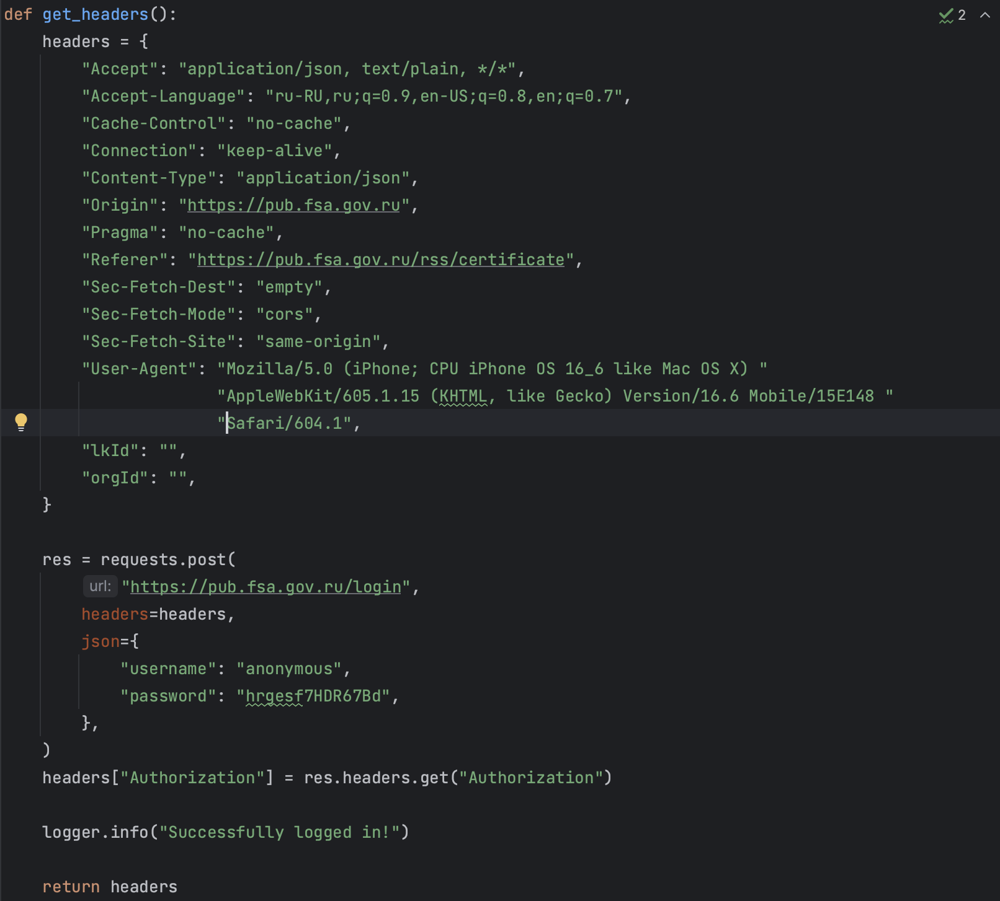 def get_headers():
2
headers = {
"Accept": "application/json, text/plain, */*",
"Accept-Language": "ru-RU,ru;q=0.9,en-US;q=0.8,en;q=0.7",
"Cache-Control": "no-cache",
"Connection": "keep-alive",
"Content-Type": "application/json",
"Origin": "https://pub.fsa.gov.ru",
"Pragma": "no-cache",
"Referer": "https://pub.fsa.gov.ru/rss/certificate",
"Sec-Fetch-Dest": "empty",
"Sec-Fetch-Mode": "cors",
"Sec-Fetch-Site": "same-origin",
"User-Agent": "Mozilla/5.0 (iPhone; CPU iPhone OS 16_6 like Mac OS X) "
"AppleWebKit/605.1.15 (KHTML, like Gecko) Version/16.6 Mobile/15E148 "
"Safari/604.1",
"lkId": "",
"orgId": "",
}
res = requests.post(
url: "https://pub.fsa.gov.ru/login",
headers=headers,
json={
"username": "anonymous",
"password": "hrgesf7HDR67Bd",
},
)
headers["Authorization"] = res.headers.get("Authorization")
logger.info("Successfully logged in!")
return headers